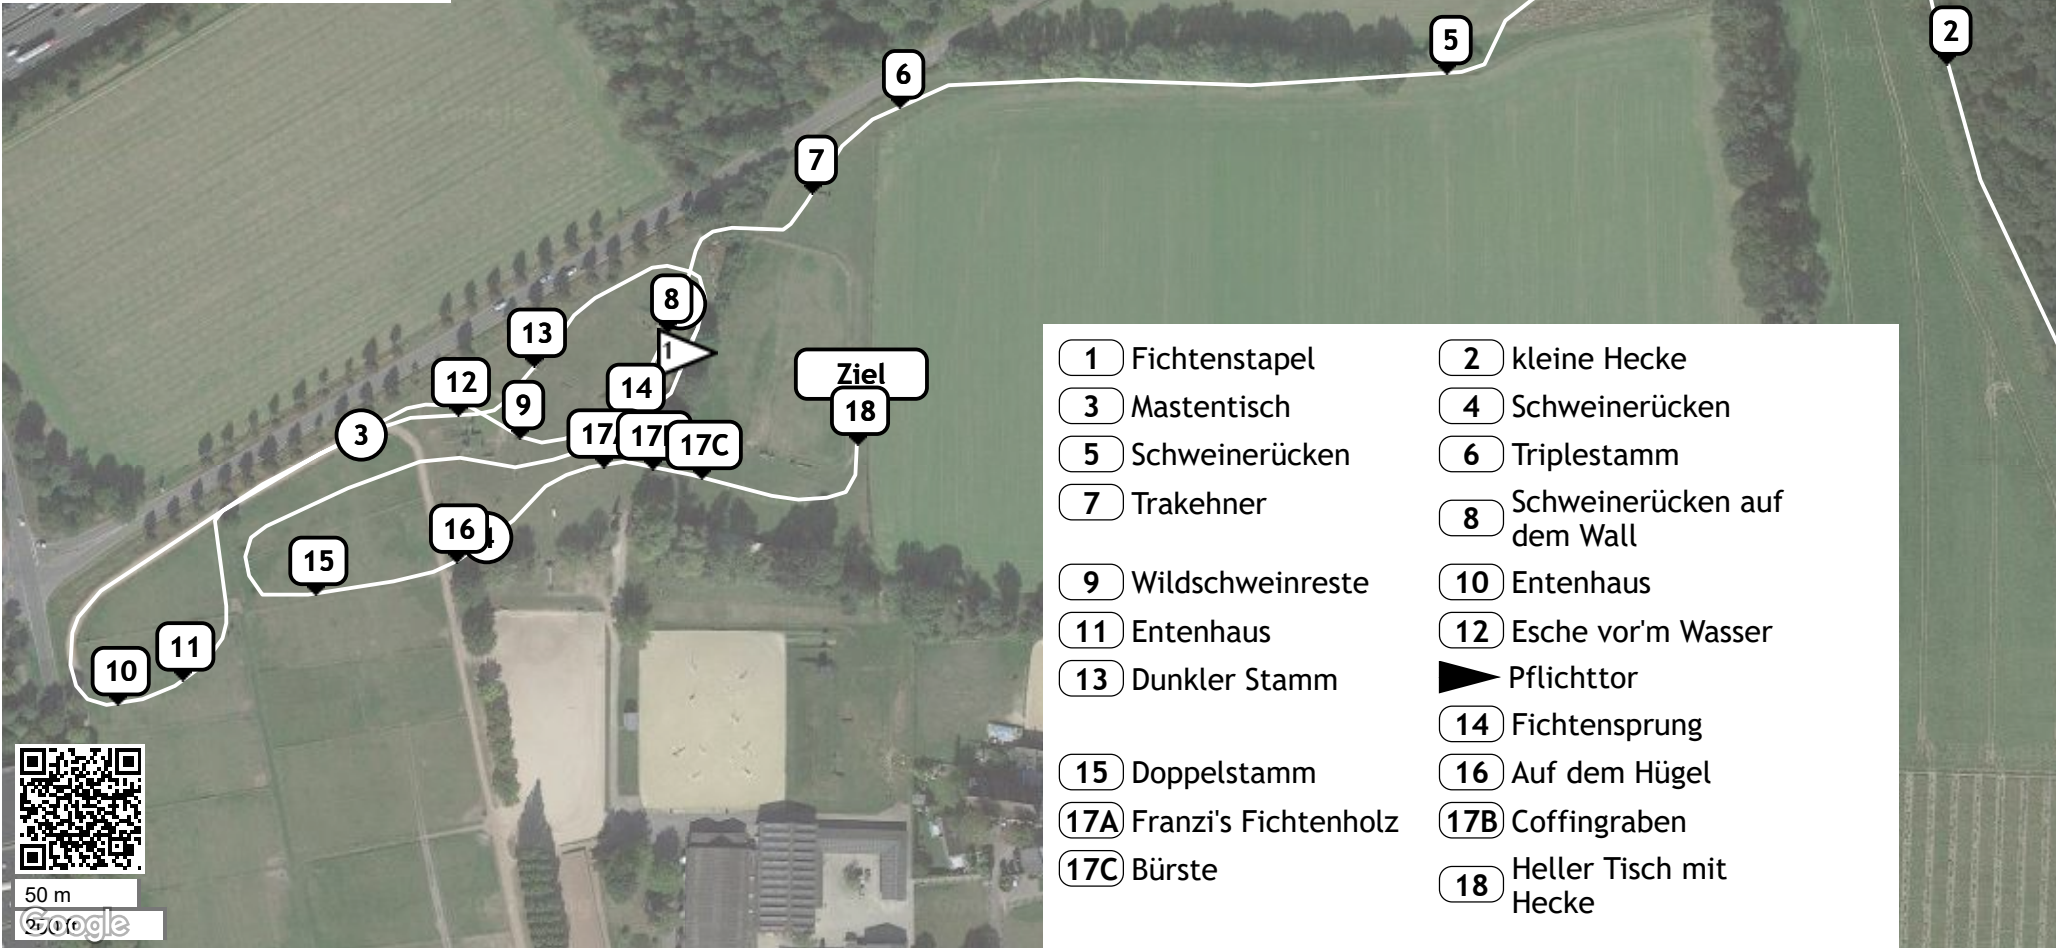 5
2
6
7
8
1
13
Ziel
14
12
9
18
17A
17C
3
16
4
15
11
10
1 Fichtenstapel
2 kleine Hecke
3 Mastentisch
4 Schweinerücken
5 Schweinerücken
6 Triplestamm
7 Trakehner
8 Schweinerücken auf
dem Wall
9 Wildschweinreste
10 Entenhaus
11 Entenhaus
12 Esche vor'm Wasser
13 Dunkler Stamm
Pflichttor
14 Fichtensprung
15 Doppelstamm
16 Auf dem Hügel
17A Franzi's Fichtenholz
17B Coffingraben
17C Bürste
18 Heller Tisch mit
Hecke
50 m
Google